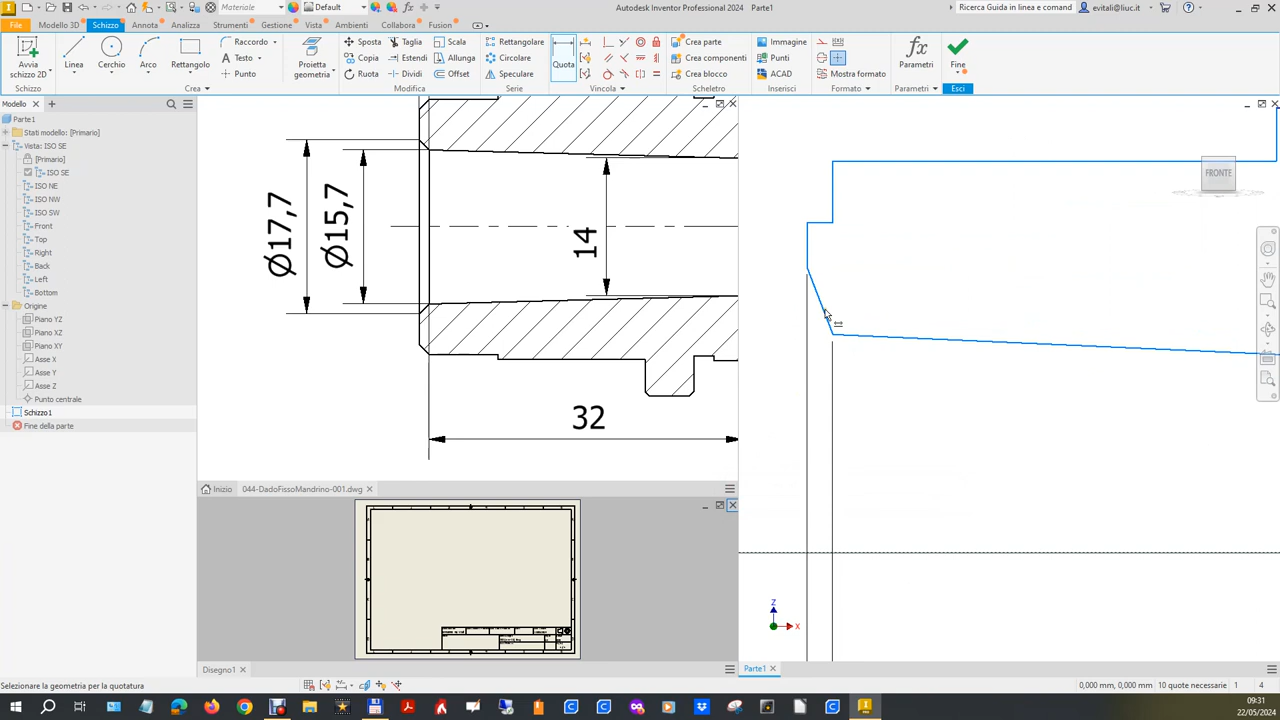 Materiale
Default
Autodesk Inventor Professional 2024 Parte1
Ricerca Guida in linea e comand
evitali@liuc.it
File
Modello 3D
Schizzo
Annota
Analizza
Strumenti
Gestione
Vista
Ambienti
Collabora
Fusion
Avvia
schizzo 2D
Linea
Cerchio
Arco
Rettangolo
Raccordo
Testo
Punto
Proietta
geometria
Sposta
Copia
Ruota
Taglia
Estendi
Dividi
Scala
Allunga
Offset
Rettangolare
Circolare
Speculare
Quota
Crea parte
Crea componenti
Crea blocco
Immagine
Punti
ACAD
Mostra formato
Parametri
Fine
Schizzo
Crea
Modifica
Serie
Vincola
Scheletro
Inserisci
Formato
Parametri
Esci
Modello
Parte1
Stati modello: [Primario]
Vista: ISO SE
[Primario]
ISO SE
ISO NE
ISO NW
ISO SW
Front
Top
Right
Back
Left
Bottom
Origine
Piano YZ
Piano XZ
Piano XY
Asse X
Asse Y
Asse Z
Punto centrale
Schizzo1
Fine della parte
Ø17,7
Ø15,7
14
32
FRONTE
Z
X
Inizio
044-DadoFissoMandrino-001.dwg
Disegno1
Parte1
Selezionare la geometria per la quotatura
0,000 mm, 0,000 mm
10 quote necessarie
1
4
09:31
22/05/2024